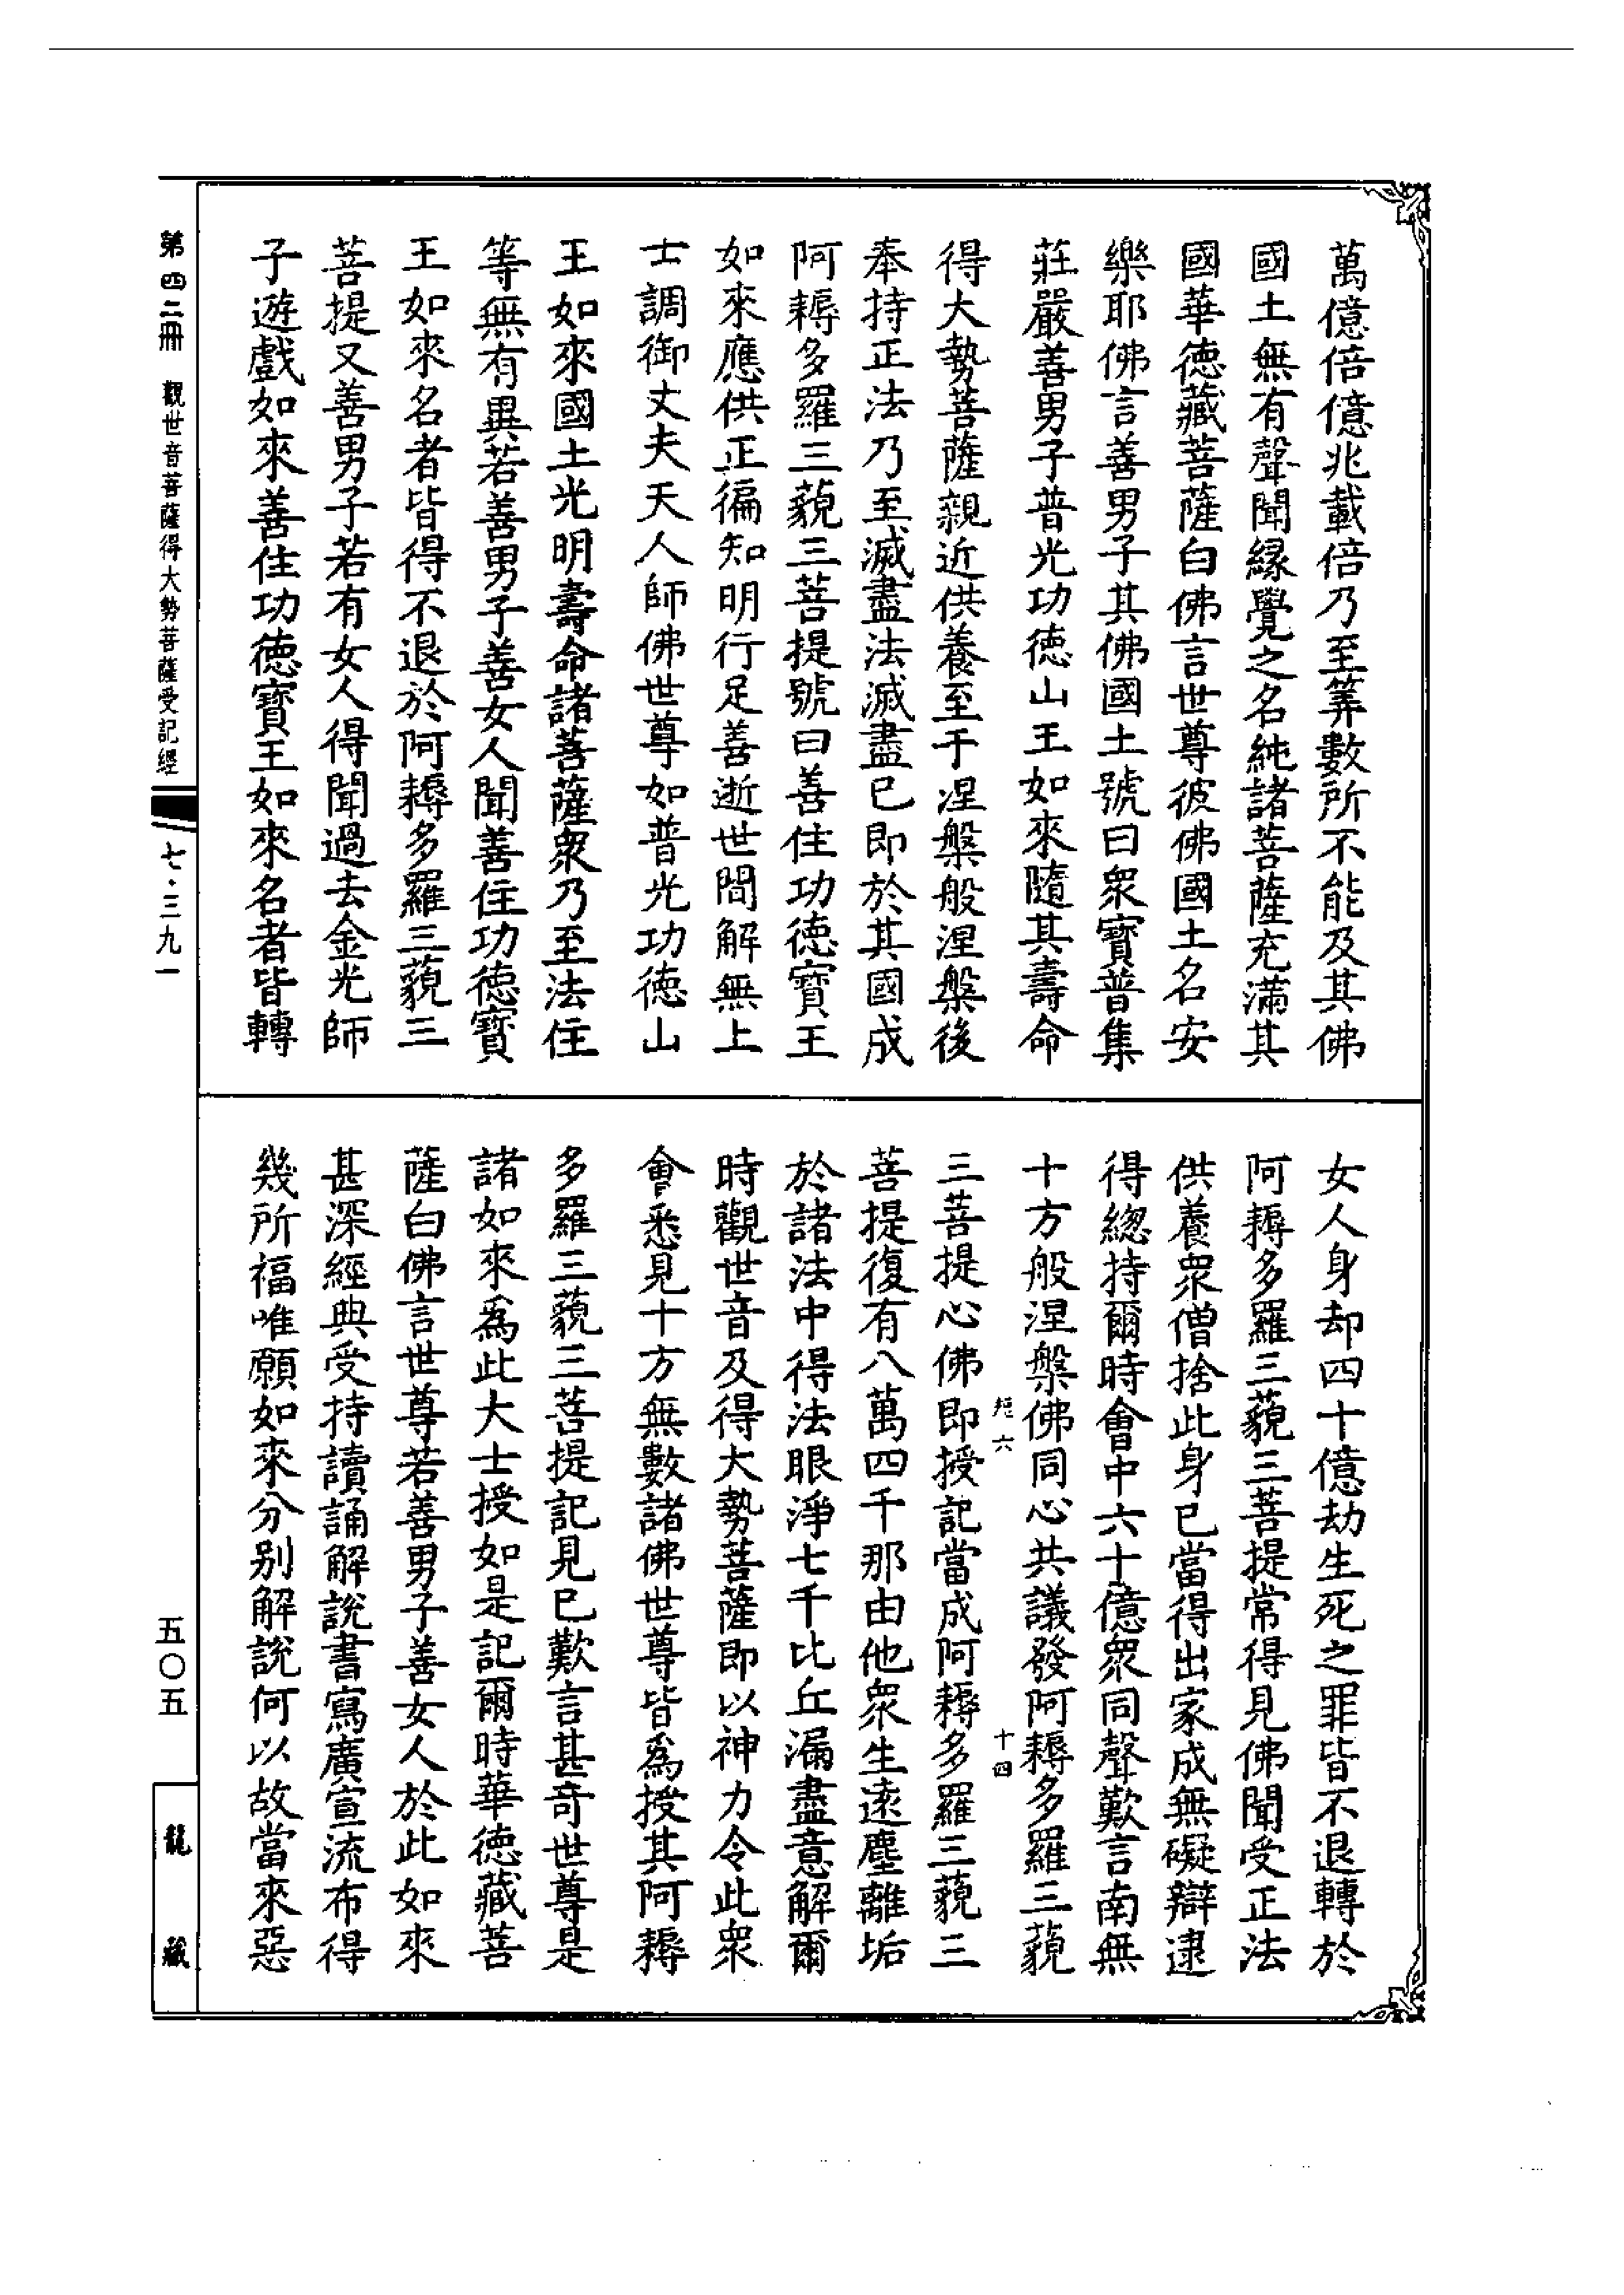 萬億倍億兆載倍乃至筭數所不能及其佛
國土無有聲聞緣覺之名純諸菩薩充滿其
國華德藏菩薩白佛言世尊彼佛國土名安
樂耶佛言善男子其佛國土號曰眾寶普集
莊嚴善男子普光功德山王如來隨其壽命
得大勢菩薩親近供養至于涅槃般涅槃後
奉持正法乃至滅盡法滅盡已即於其國成
阿耨多羅三藐三菩提號曰善住功德寶王
如來應供正徧知明行足善逝世間解無上
士調御丈夫天人師佛世尊如普光功德山
王如來國土光明壽命諸菩薩眾乃至法住
等無有異若善男子善女人聞善住功德寶
王如來名者皆得不退於阿耨多羅三藐三
菩提又善男子若有女人得聞過去金光師
子遊戲如來善住功德寶王如來名者皆轉
女人身却四十億劫生死之罪皆不退轉於
阿耨多羅三藐三菩提常得見佛聞受正法
供養眾僧捨此身已當得出家成無礙辯逮
得總持爾時會中六十億眾同聲歎言南無
十方般涅槃佛同心共議發阿耨多羅三藐
六 十四
三菩提心佛即授記當成阿耨多羅三藐三
菩提復有八萬四千那由他眾生遠塵離垢
於諸法中得法眼淨七千比丘漏盡意解爾
時觀世音及得大勢菩薩即以神力令此眾
會悉見十方無數諸佛世尊皆為授其阿耨
多羅三藐三菩提記見已歎言甚奇世尊是
諸如來為此大士授如是記爾時華德藏菩
薩白佛言世尊若善男子善女人於此如來
甚深經典受持讀誦解說書寫廣宣流布得
幾所福唯願如來分別解說何以故當來惡
第四二冊 觀世音菩薩得大勢菩薩受記經 七·三九一 五〇五 龍藏